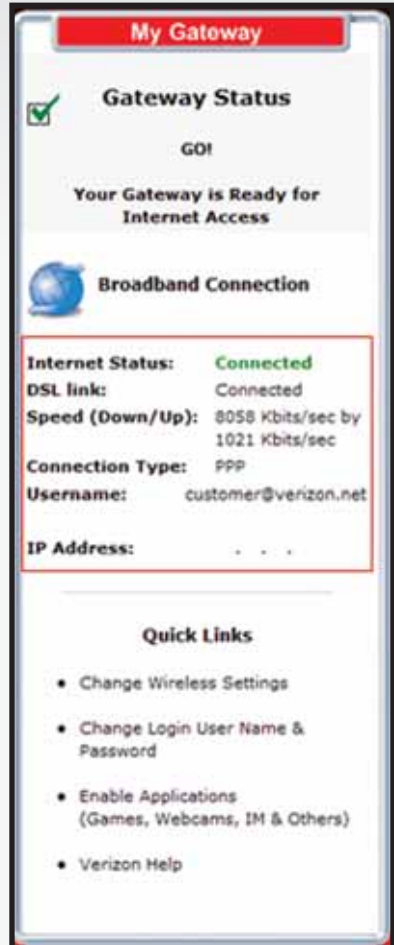 My Gateway
Gateway Status
GO!
Your Gateway is Ready for
Internet Access
Broadband Connection
Internet Status: Connected
DSL link: Connected
Speed (Down/Up): 8058 Kbits/sec by
1021 Kbits/sec
Connection Type: PPP
Username: customer@verizon.net
IP Address: . . .
Quick Links
• Change Wireless Settings
• Change Login User Name &
Password
• Enable Applications
(Games, Webcams, IM & Others)
• Verizon Help